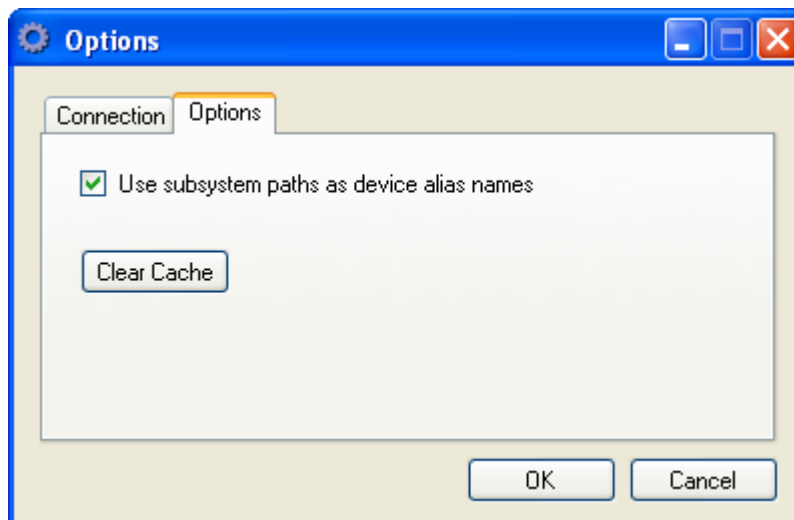 Options
Connection
Options
Use subsystem paths as device alias names
Clear Cache
OK
Cancel